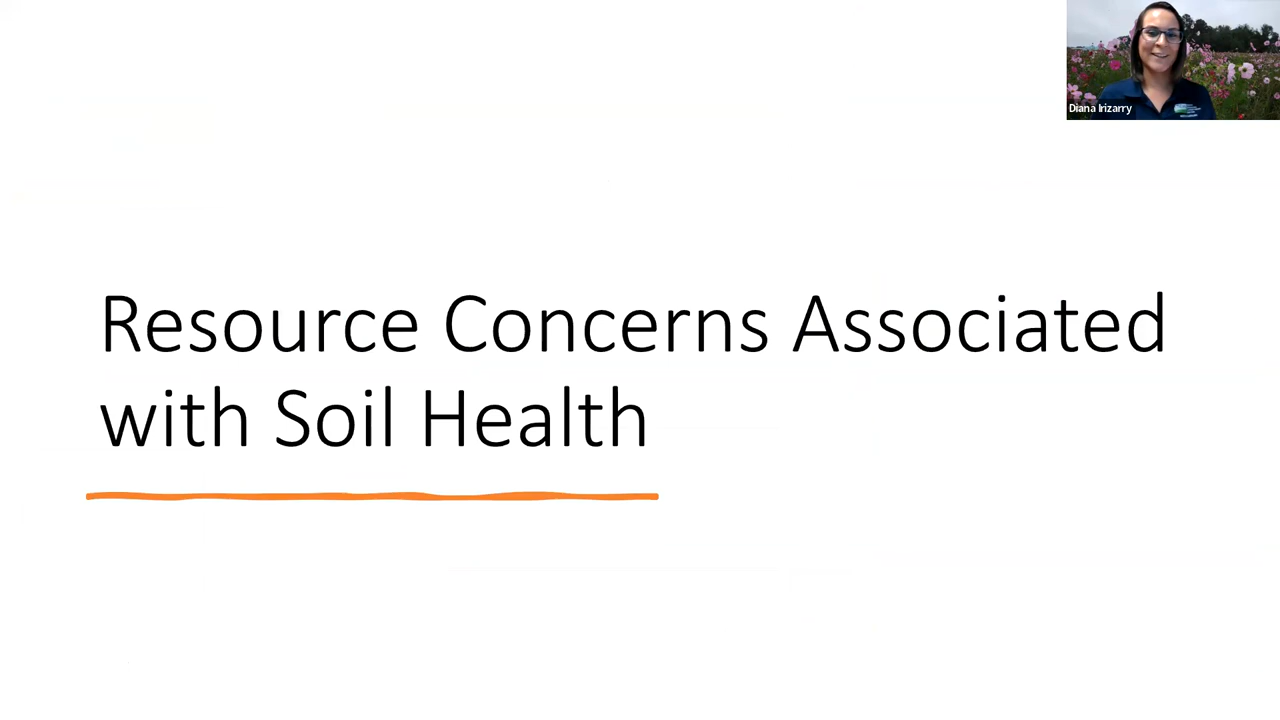 Diana Irizarry
Resource Concerns Associated
with Soil Health